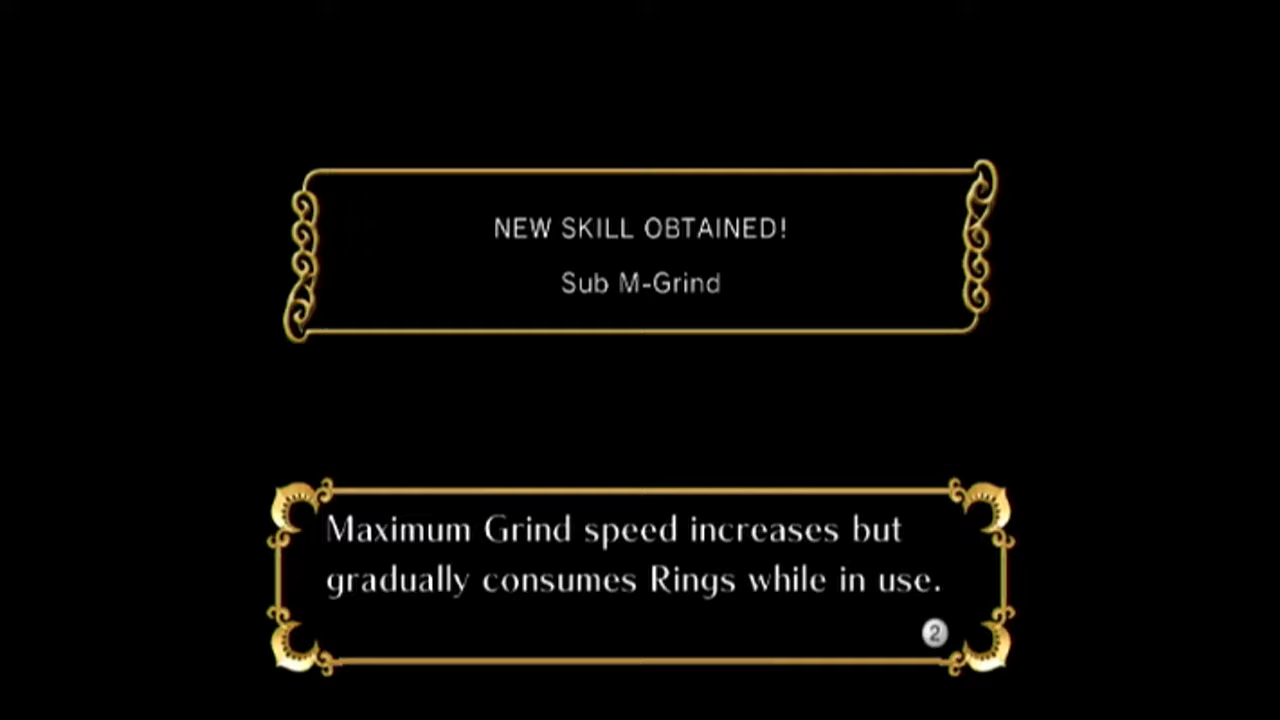 NEW SKILL OBTAINED!
Sub M-Grind
Maximum Grind speed increases but
gradually consumes Rings while in use.
2